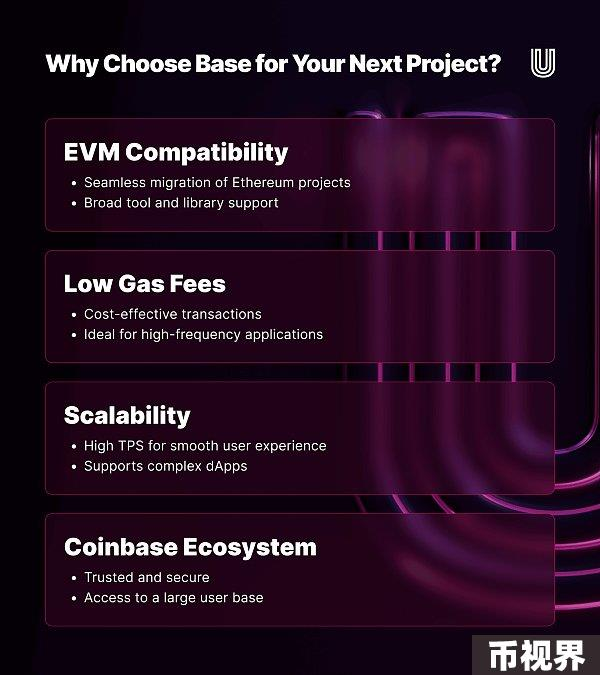 Why Choose Base for Your Next Project?
EVM Compatibility
• Seamless migration of Ethereum projects
• Broad tool and library support
Low Gas Fees
• Cost-effective transactions
• Ideal for high-frequency applications
Scalability
• High TPS for smooth user experience
• Supports complex dApps
Coinbase Ecosystem
• Trusted and secure
• Access to a large user base
币视界